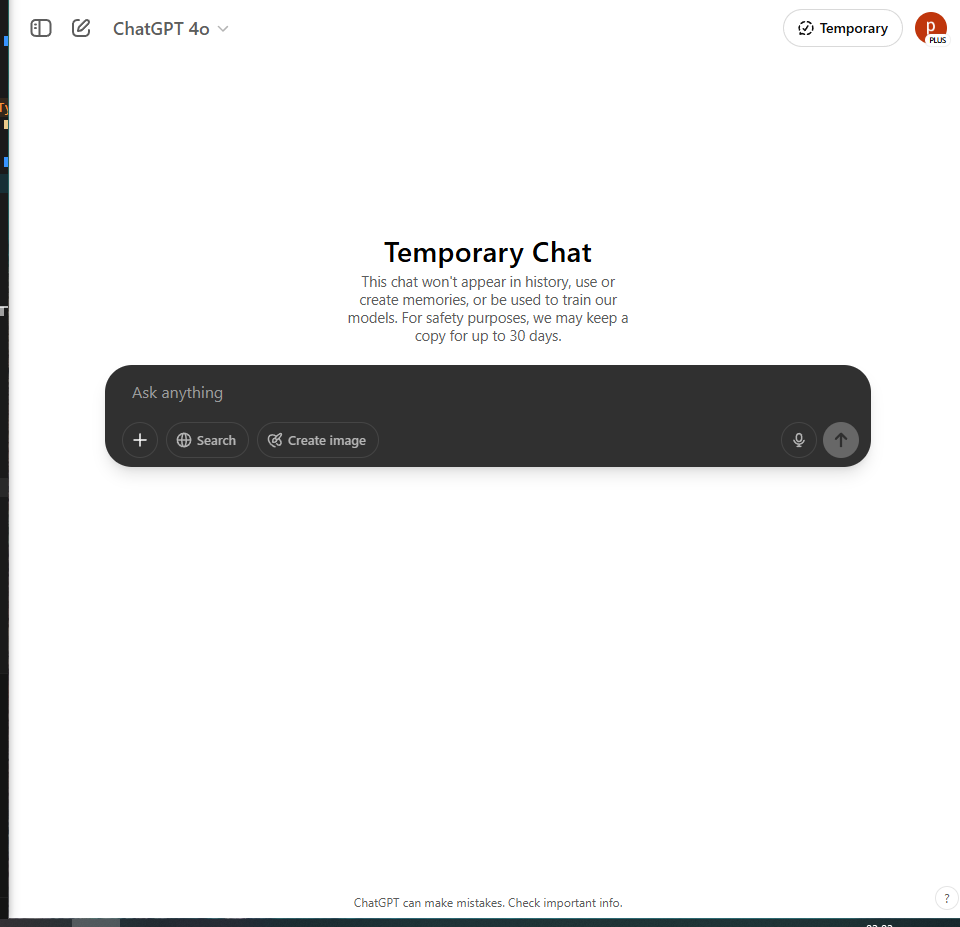 ChatGPT 4o
Temporary
p
PLUS
Temporary Chat
This chat won't appear in history, use or
create memories, or be used to train our
models. For safety purposes, we may keep a
copy for up to 30 days.
Ask anything
Search
Create image
ChatGPT can make mistakes. Check important info.
?